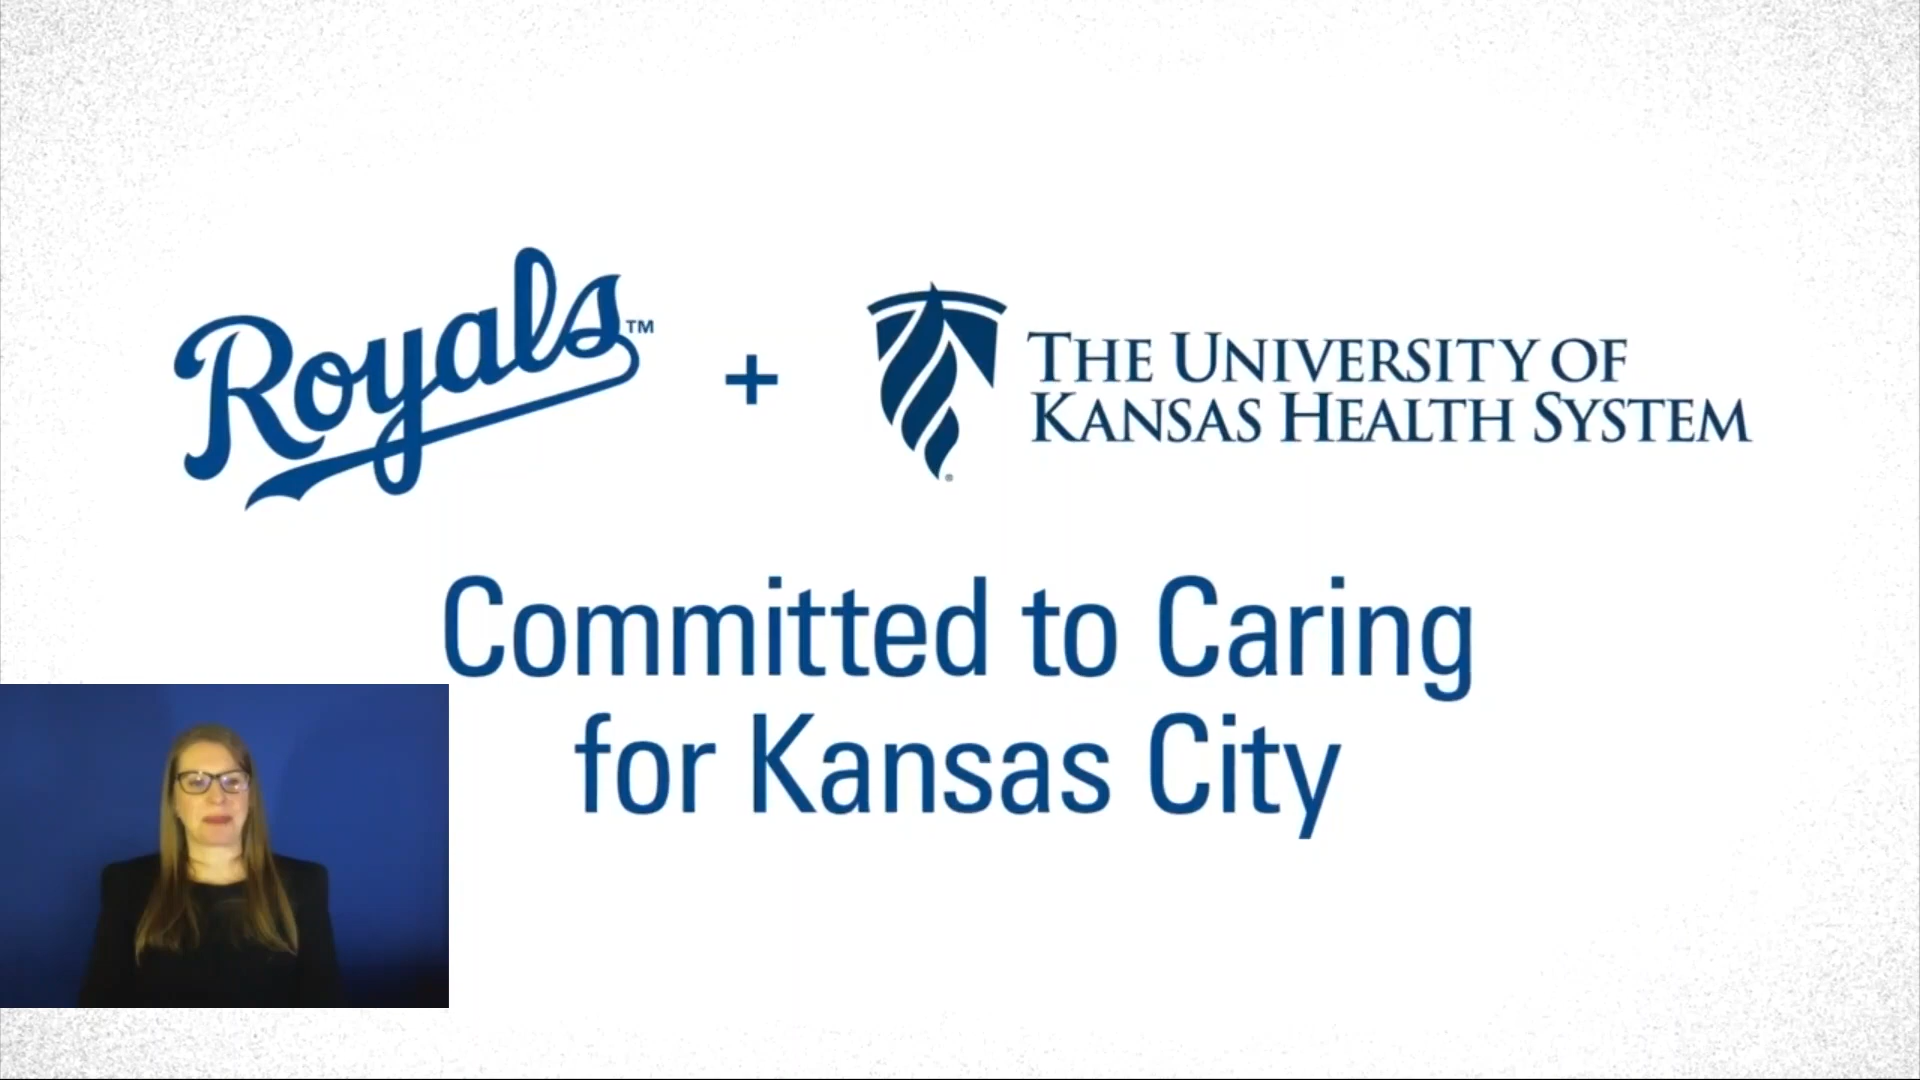 Royals™
+
THE UNIVERSITY OF
KANSAS HEALTH SYSTEM®
Committed to Caring
for Kansas City